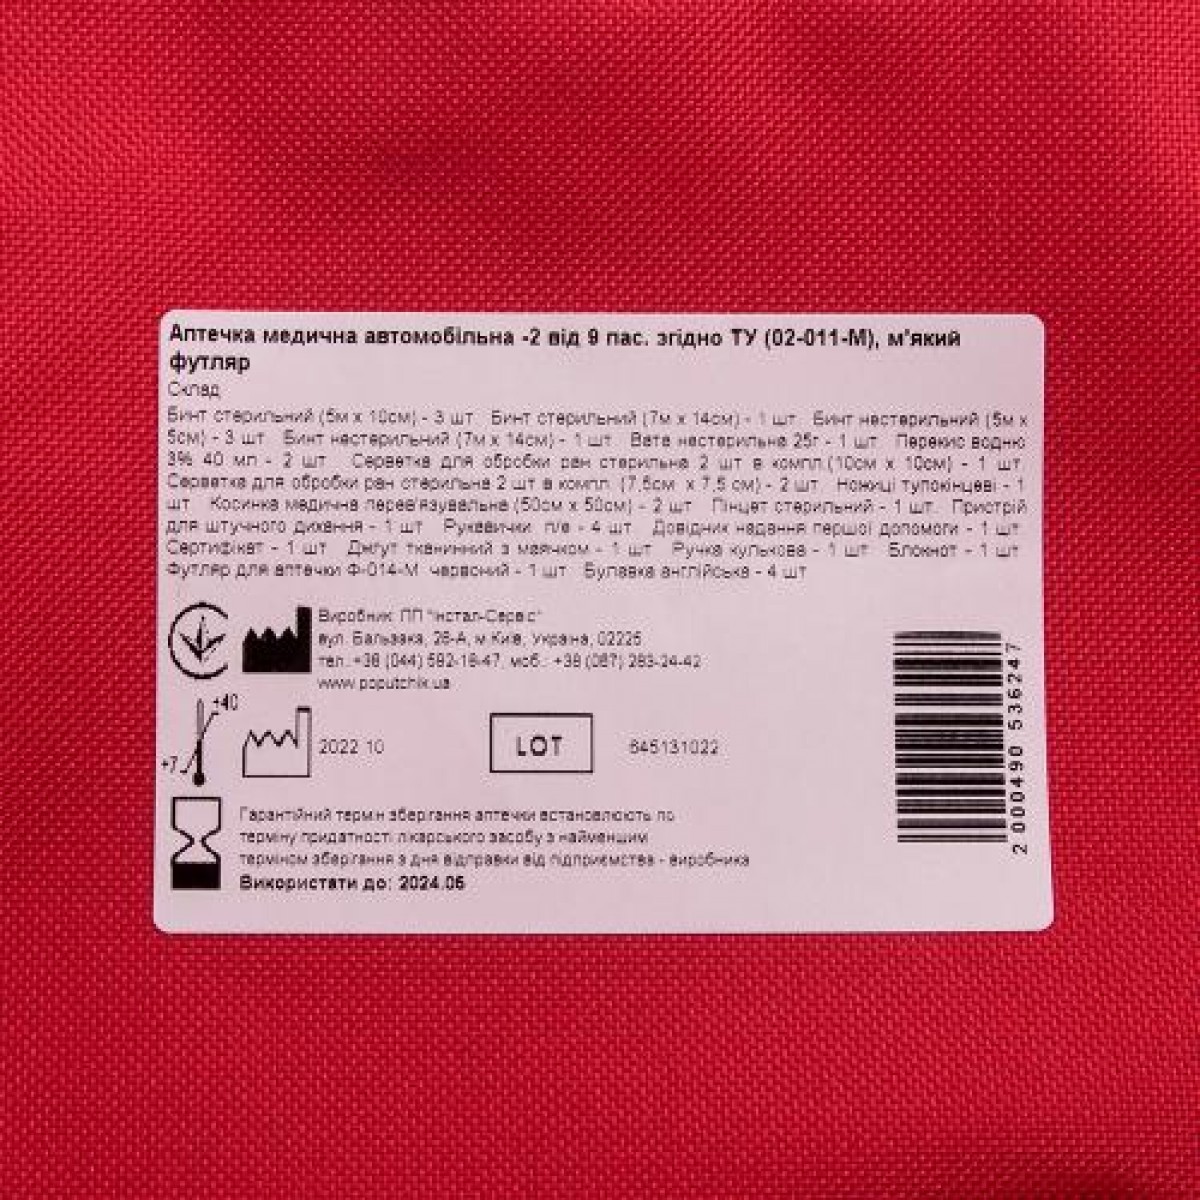 Аптечка медична автомобільна -2 від 9 пас. згідно ТУ (02-011-М), м'який
футляр
Склад
Бинт стерильний (5м х 10см) - 3 шт Бинт стерильний (7м х 14см) - 1 шт Бинт нестерильний (5м х
5см) - 3 шт Бинт нестерильний (7м х 14см) - 1 шт Вата нестерильна 25г - 1 шт Перекис водню
3% 40 мл - 2 шт Серветка для обробки ран стерильна 2 шт в компл.(10см х 10см) - 1 шт
Серветка для обробки ран стерильна 2 шт в компл. (7,5см х 7,5 см) - 2 шт Ножиці тупокінцеві - 1
шт Косинка медична перев'язувальна (50см х 50см) - 2 шт Пінцет стерильний - 1 шт. Пристрій
для штучного дихання - 1 шт Рукавички п/е - 4 шт Довідник надання першої допомоги - 1 шт
Сертифікат - 1 шт Джгут тканинний з маячком - 1 шт Ручка кулькова - 1 шт Блокнот - 1 шт
Футляр для аптечки Ф-014-М червоний - 1 шт Булавка англійська - 4 шт
Виробник: ПП "Інстал-Сервіс"
вул. Бальзака, 26-А, м.Київ, Україна, 02225
тел. +38 (044) 592-18-47, моб.: +38 (067) 283-24-42
www.poputchik.ua
+40
+7
2022.10
LOT
645131022
2 000490 536247
Гарантійний термін зберігання аптечки встановлюють по
терміну придатності лікарського засобу з найменшим
терміном зберігання з дня відправки від підприємства - виробника
Використати до: 2024.06